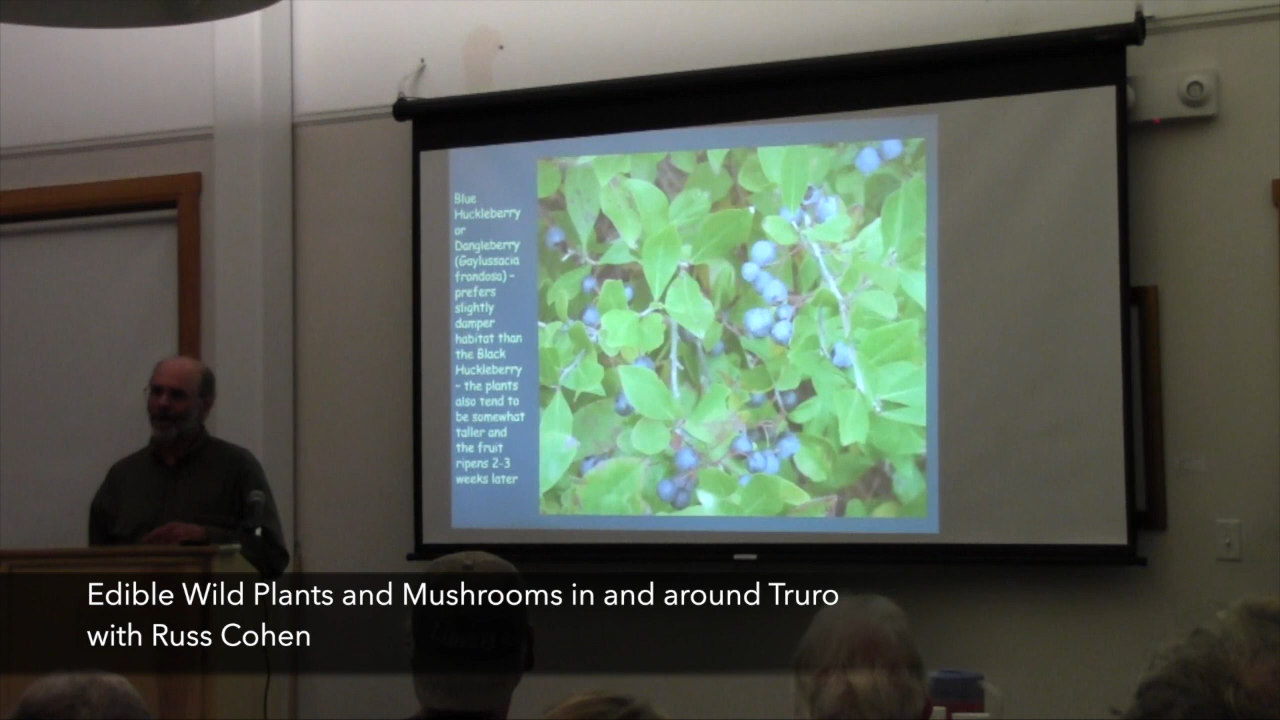 Blue
Huckleberry
or
Dangleberry
(Gaylussacia
frondosa) –
prefers
slightly
damper
habitat than
the Black
Huckleberry
– the plants
also tend to
be somewhat
taller and
the fruit
ripens 2-3
weeks later
Edible Wild Plants and Mushrooms in and around Truro
with Russ Cohen